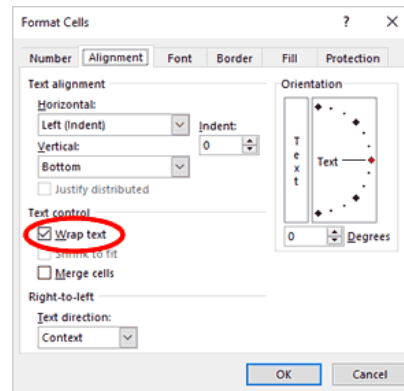 Format Cells ? ×
Number Alignment Font Border Fill Protection
Text alignment
Horizontal:
Left (Indent)
Indent:
0
Vertical:
Bottom
Justify distributed
Text control
Wrap text
Shrink to fit
Merge cells
Right-to-left
Text direction:
Context
Orientation
T
e
x
t
Text
0 Degrees
OK Cancel